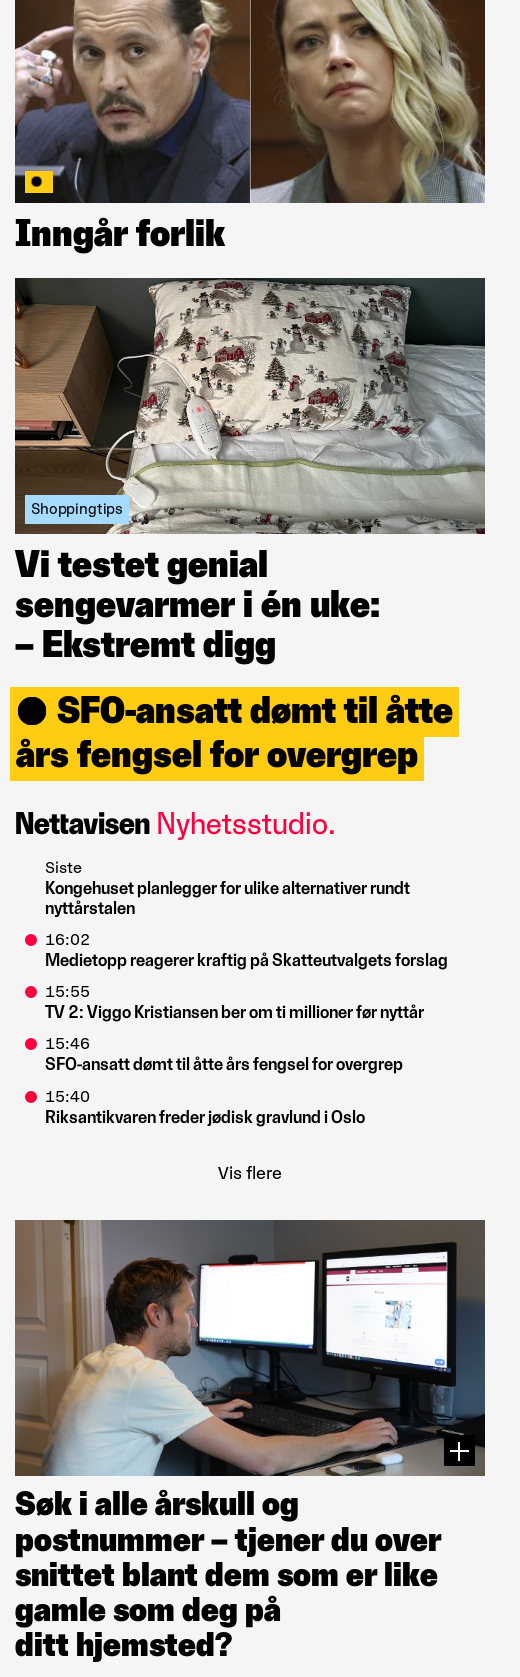 Inngår forlik
Shoppingtips
Vi testet genial
sengevarmer i én uke:
– Ekstremt digg
SFO-ansatt dømt til åtte
års fengsel for overgrep
Nettavisen Nyhetsstudio.
Siste
Kongehuset planlegger for ulike alternativer rundt
nyttårstalen
16:02
Medietopp reagerer kraftig på Skatteutvalgets forslag
15:55
TV 2: Viggo Kristiansen ber om ti millioner før nyttår
15:46
SFO-ansatt dømt til åtte års fengsel for overgrep
15:40
Riksantikvaren freder jødisk gravlund i Oslo
Vis flere
Søk i alle årskull og
postnummer – tjener du over
snittet blant dem som er like
gamle som deg på
ditt hjemsted?